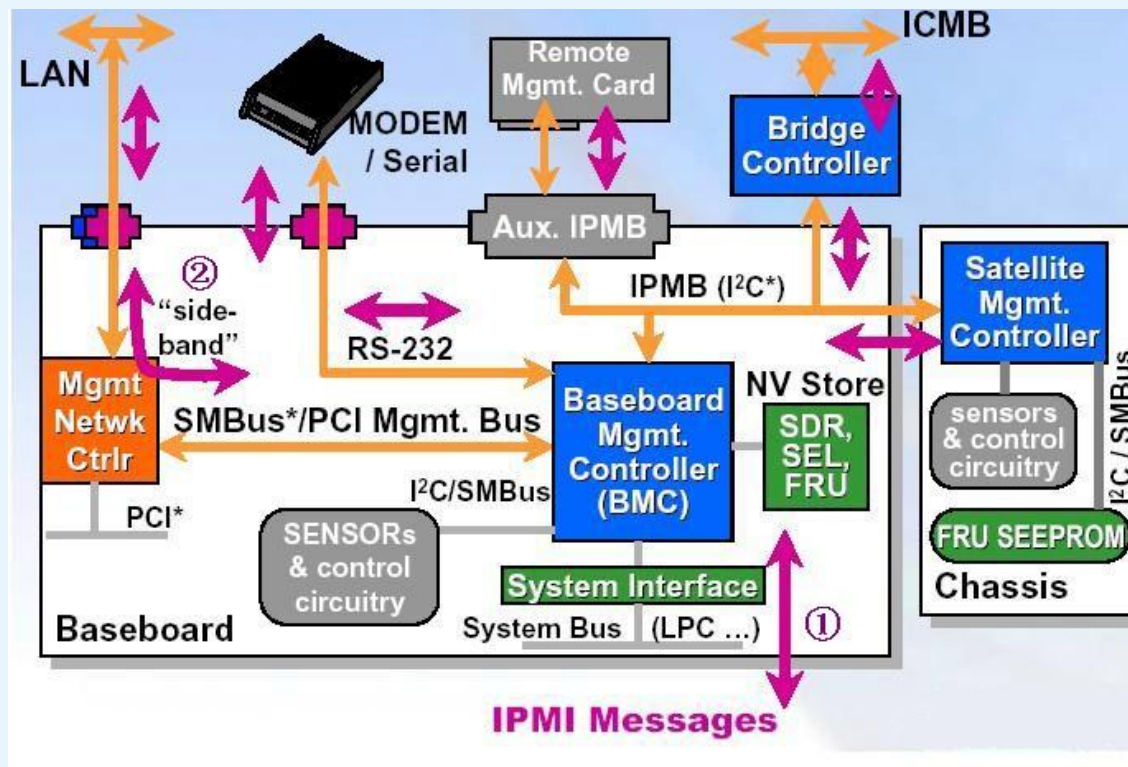 LAN
MODEM
/ Serial
Remote
Mgmt. Card
ICMB
Bridge
Controller
Aux. IPMB
IPMB (I²C*)
Satellite
Mgmt.
Controller
②
“side-
band”
RS-232
Mgmt
Netwk
Ctrlr
SMBus*/PCI Mgmt. Bus
Baseboard
Mgmt.
Controller
(BMC)
NV Store
SDR,
SEL,
FRU
sensors
& control
circuitry
I²C / SMBus
I²C/SMBus
PCI*
SENSORs
& control
circuitry
FRU SEEPROM
System Interface
Chassis
Baseboard
System Bus
(LPC ...)
①
IPMI Messages